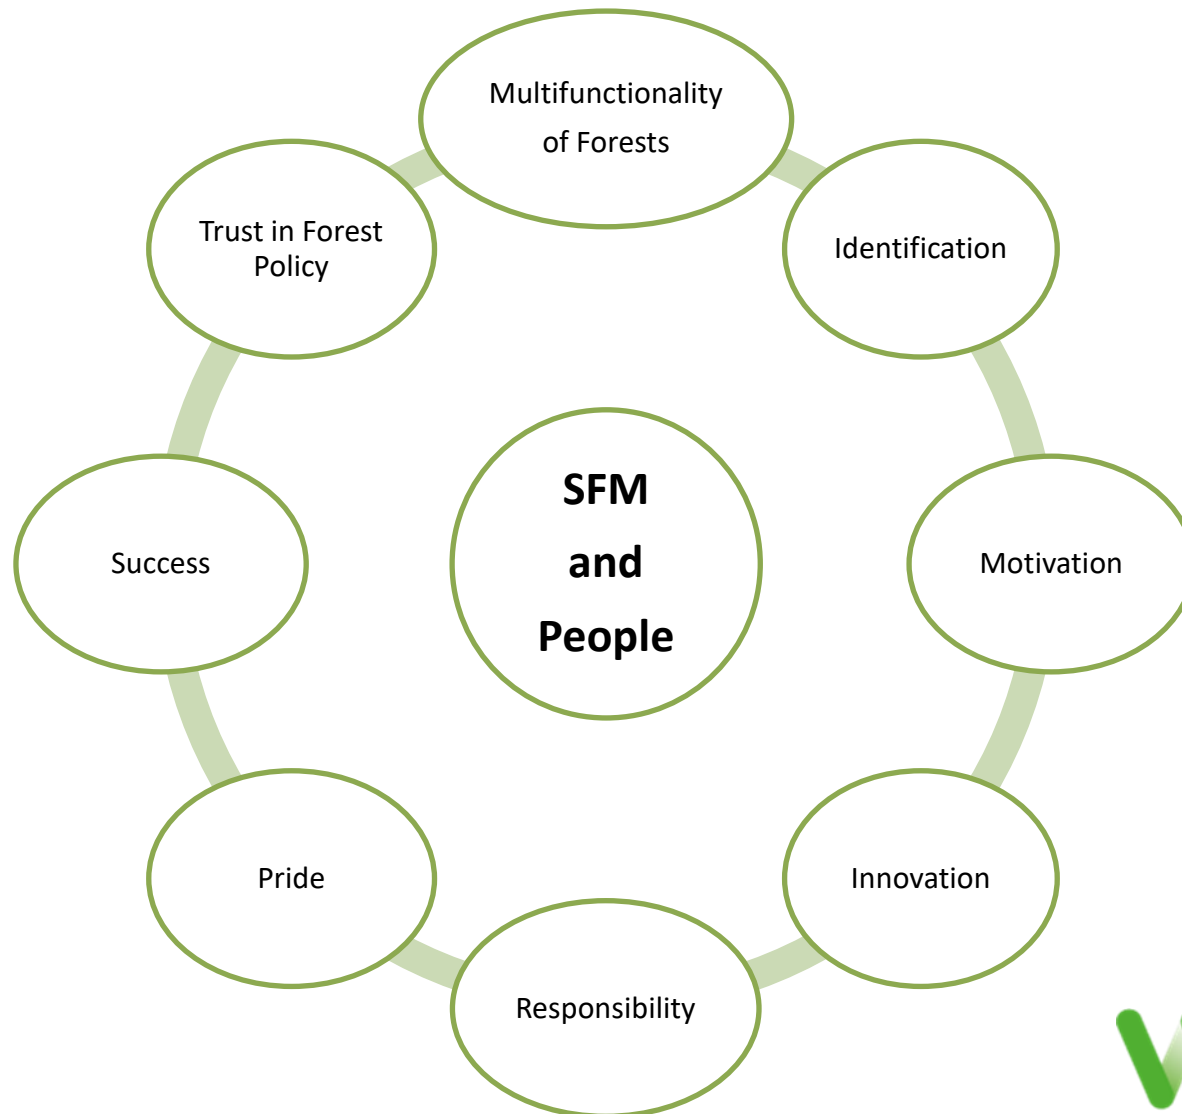 Multifunctionality
of Forests
Trust in Forest
Policy
Identification
SFM
and
People
Success
Motivation
Pride
Innovation
Responsibility